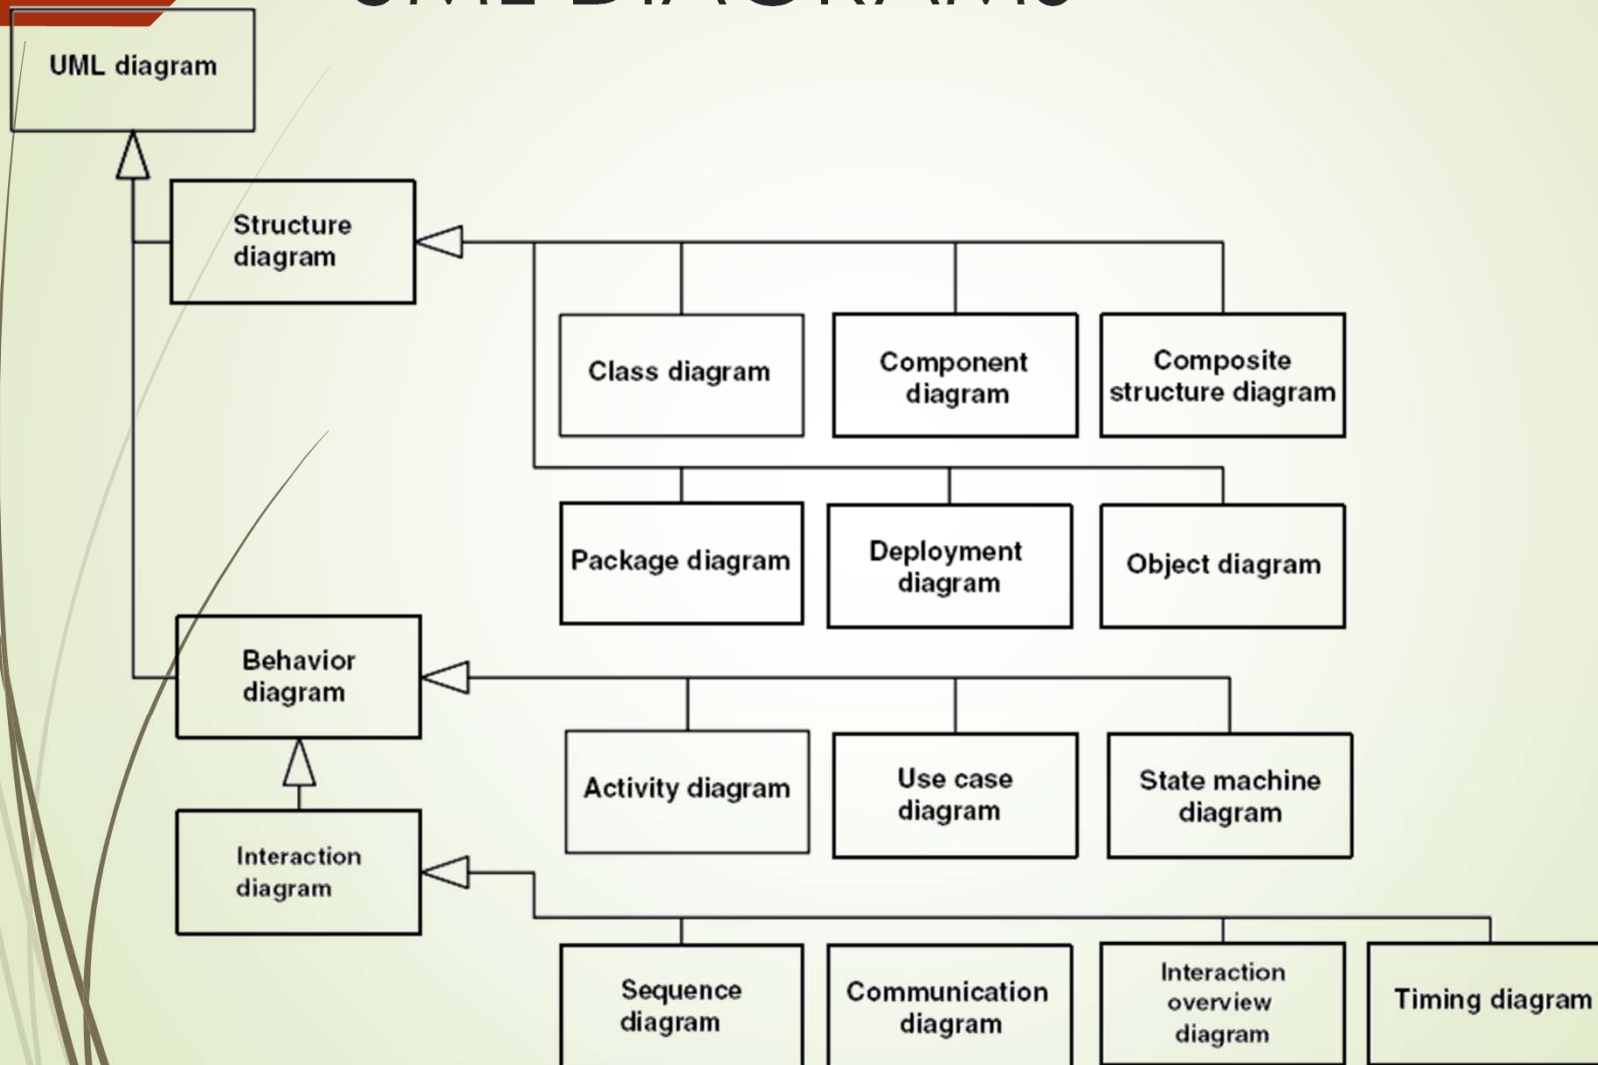 UML DIAGRAMS
UML diagram
Structure
diagram
Class diagram
Component
diagram
Composite
structure diagram
Package diagram
Deployment
diagram
Object diagram
Behavior
diagram
Activity diagram
Use case
diagram
State machine
diagram
Interaction
diagram
Sequence
diagram
Communication
diagram
Interaction
overview
diagram
Timing diagram